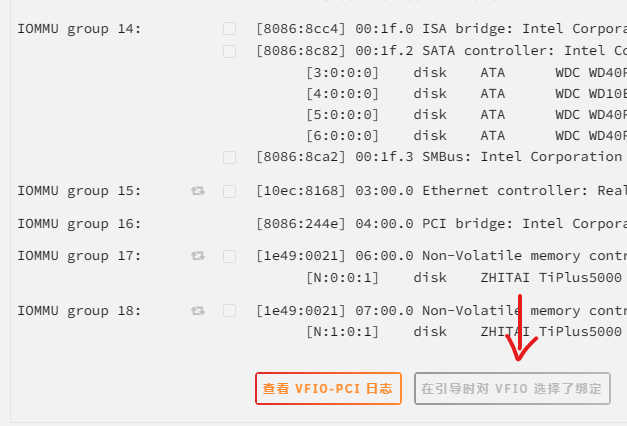 IOMMU group 14: [8086:8cc4] 00:1f.0 ISA bridge: Intel Corpora
[8086:8c82] 00:1f.2 SATA controller: Intel Co
[3:0:0:0] disk ATA WDC WD40
[4:0:0:0] disk ATA WDC WD10
[5:0:0:0] disk ATA WDC WD40
[6:0:0:0] disk ATA WDC WD40
[8086:8ca2] 00:1f.3 SMBus: Intel Corporation
IOMMU group 15: [10ec:8168] 03:00.0 Ethernet controller: Real
IOMMU group 16: [8086:244e] 04:00.0 PCI bridge: Intel Corpora
IOMMU group 17: [1e49:0021] 06:00.0 Non-Volatile memory contr
[N:0:0:1] disk ZHITAI TiPlus5000
IOMMU group 18: [1e49:0021] 07:00.0 Non-Volatile memory contr
[N:1:0:1] disk ZHITAI TiPlus5000
查看 VFIO-PCI 日志 在引导时对 VFIO 选择了绑定